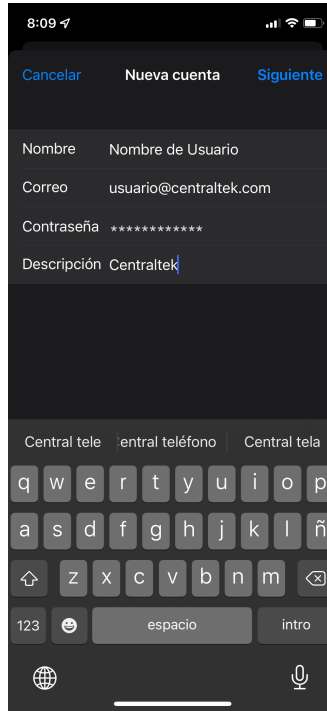 8:09
Cancelar Nueva cuenta Siguiente
Nombre Nombre de Usuario
Correo usuario@centraltek.com
Contraseña ************
Descripción Centraltek
Central tele entral teléfono Central tela
q w e r t y u i o p
a s d f g h j k l ñ
z x c v b n m
123 espacio intro